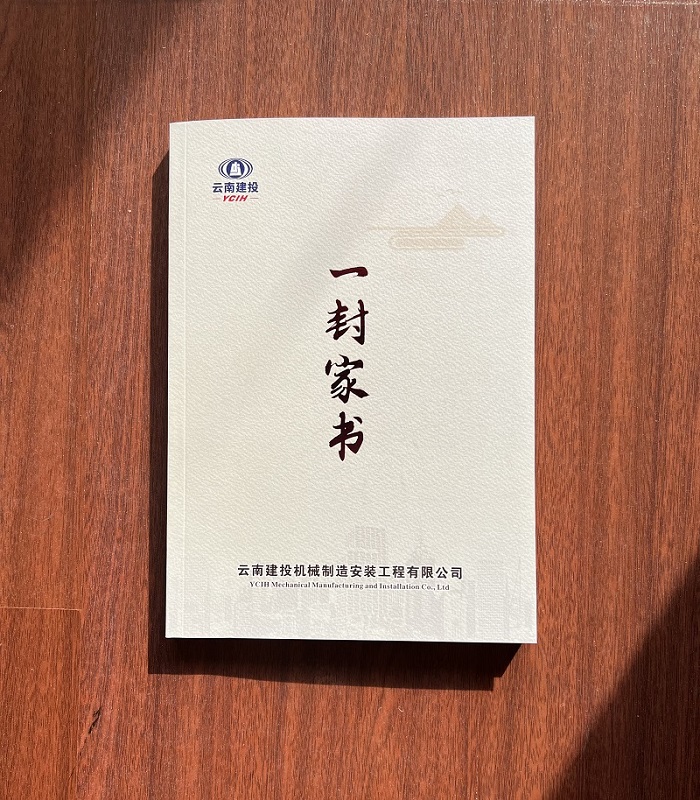 云南建投
YCIH
一封家书
云南建投机械制造安装工程有限公司
YCIH Mechanical Manufacturing and Installation Co., Ltd